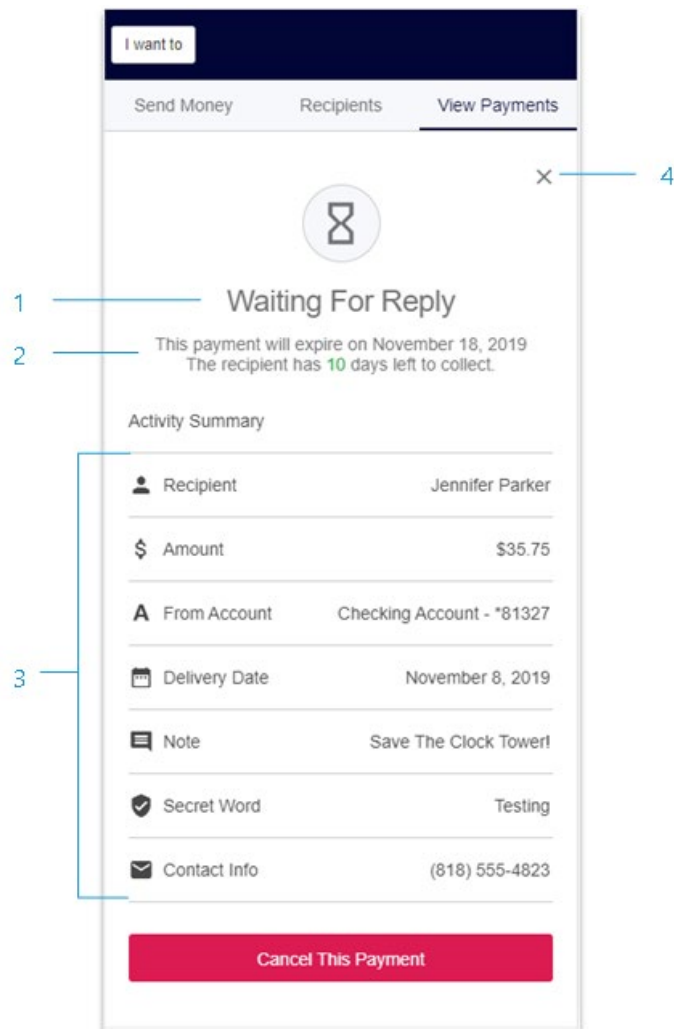 I want to
Send Money Recipients View Payments
4
1 Waiting For Reply
2 This payment will expire on November 18, 2019
The recipient has 10 days left to collect.
Activity Summary
Recipient Jennifer Parker
Amount $35.75
A From Account Checking Account - *81327
3 Delivery Date November 8, 2019
Note Save The Clock Tower!
Secret Word Testing
Contact Info (818) 555-4823
Cancel This Payment